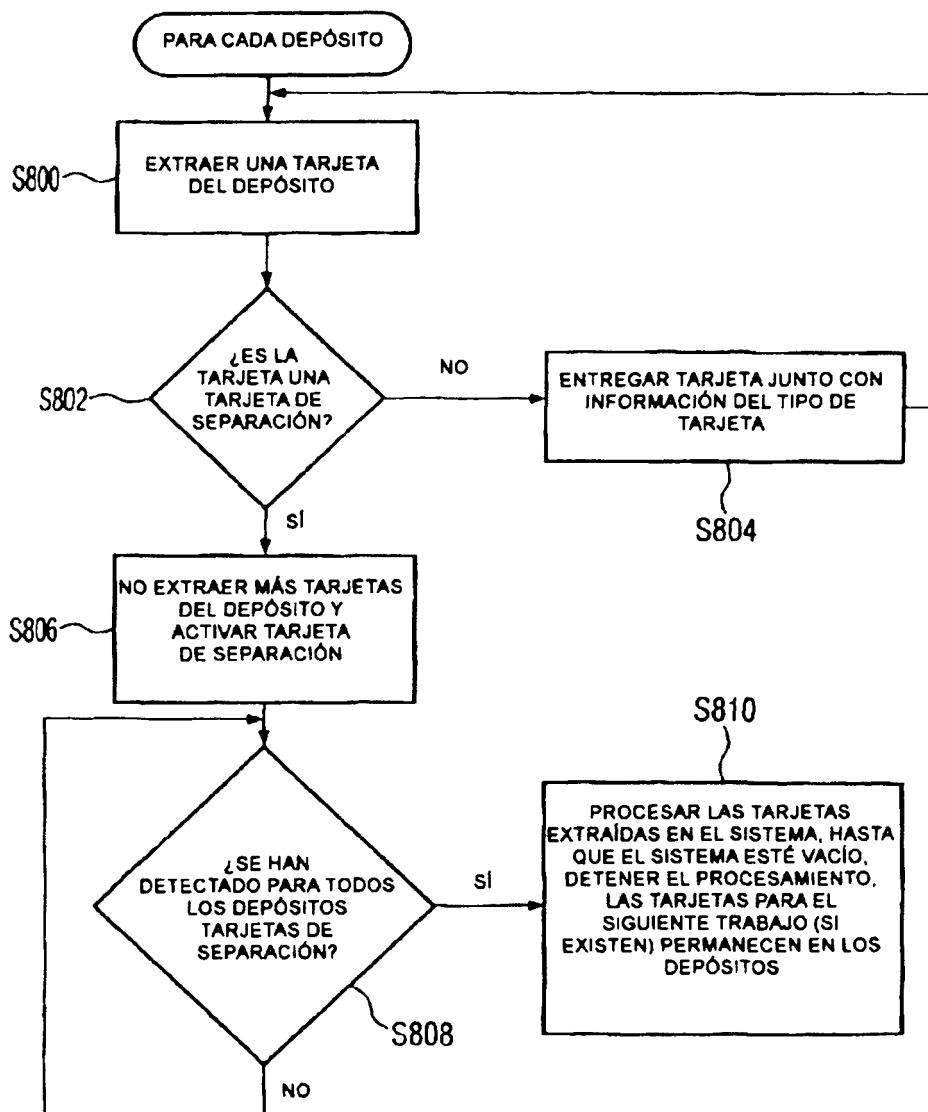 PARA CADA DEPÓSITO
S800
EXTRAER UNA TARJETA
DEL DEPÓSITO
S802
¿ES LA
TARJETA UNA
TARJETA DE
SEPARACIÓN?
NO
ENTREGAR TARJETA JUNTO CON
INFORMACIÓN DEL TIPO DE
TARJETA
S804
SÍ
S806
NO EXTRAER MÁS TARJETAS
DEL DEPÓSITO Y
ACTIVAR TARJETA
DE SEPARACIÓN
S810
¿SE HAN
DETECTADO PARA TODOS
LOS DEPÓSITOS
TARJETAS DE
SEPARACIÓN?
SÍ
PROCESAR LAS TARJETAS
EXTRAÍDAS EN EL SISTEMA, HASTA
QUE EL SISTEMA ESTÉ VACÍO,
DETENER EL PROCESAMIENTO,
LAS TARJETAS PARA EL
SIGUIENTE TRABAJO (SI
EXISTEN) PERMANECEN EN LOS
DEPÓSITOS
S808
NO